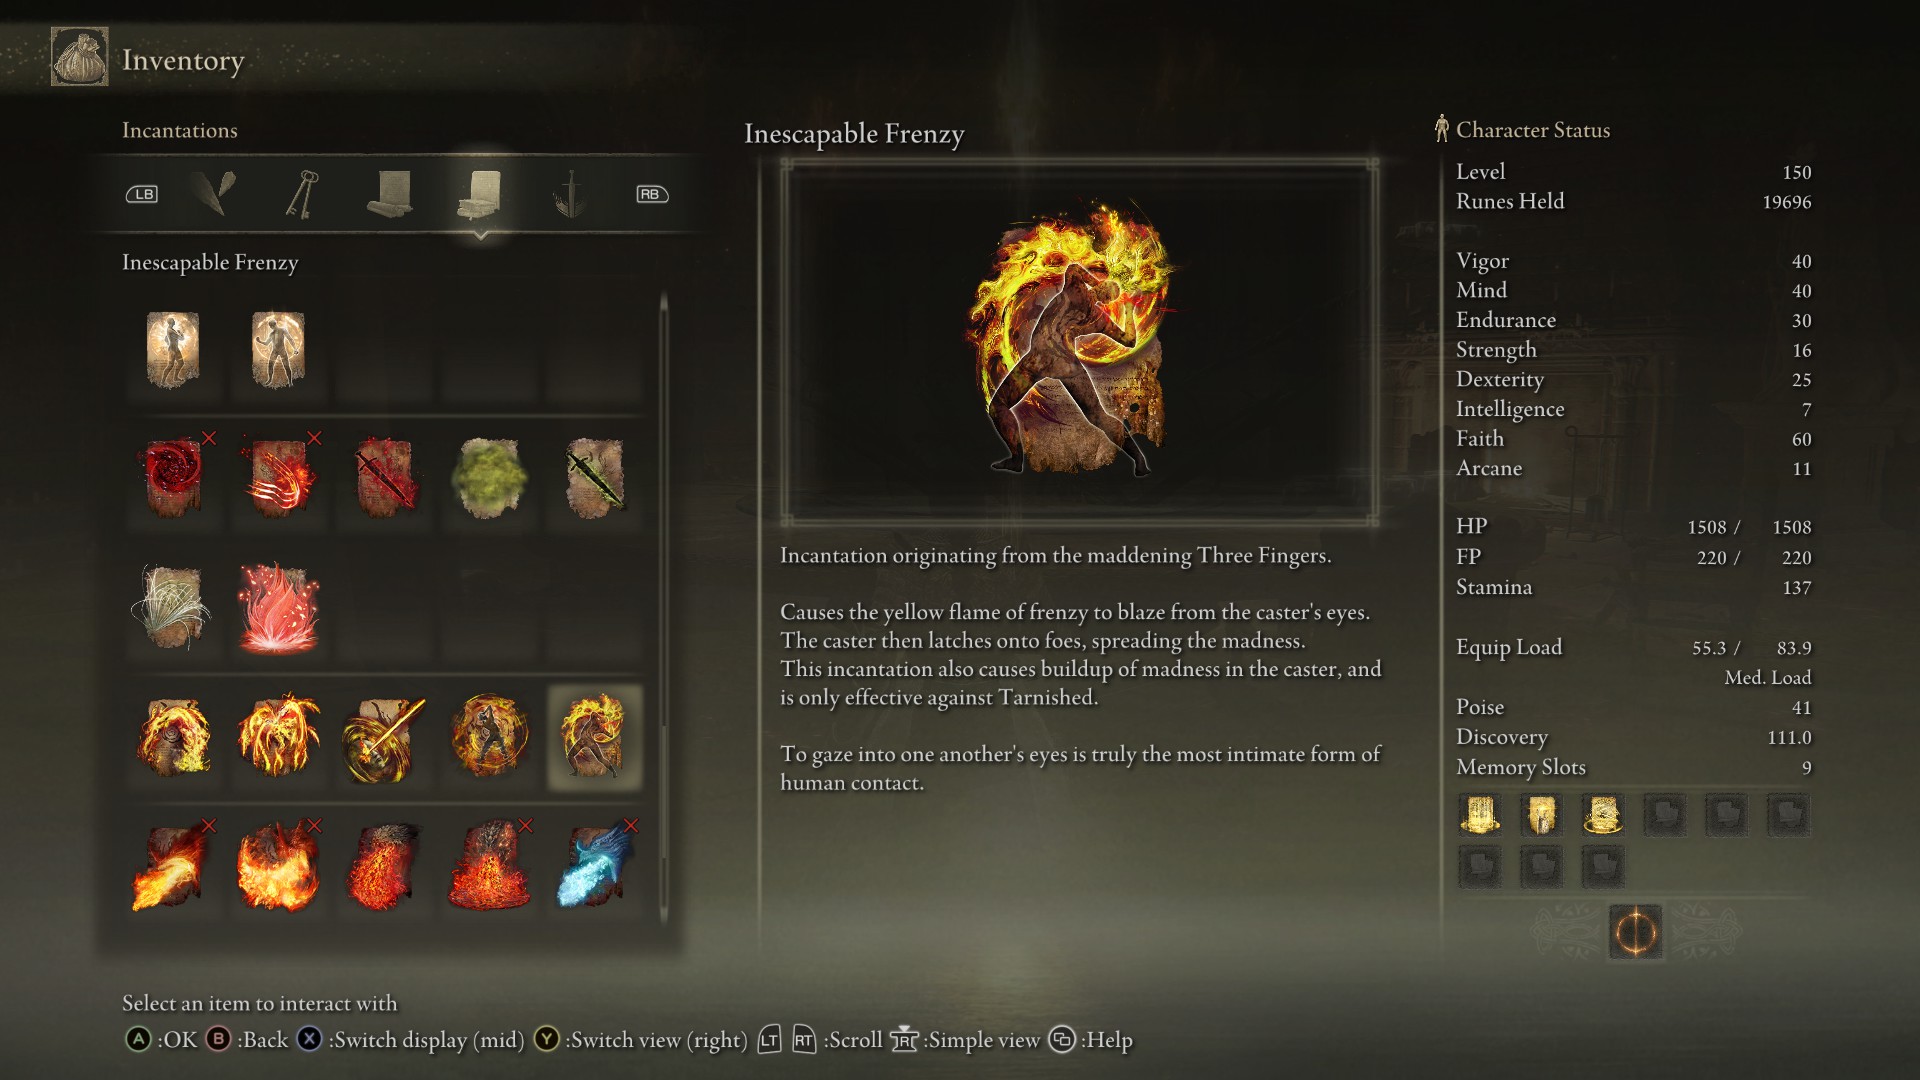 Inventory
Incantations
LB
RB
Inescapable Frenzy
Inescapable Frenzy
Incantation originating from the maddening Three Fingers.
Causes the yellow flame of frenzy to blaze from the caster's eyes.
The caster then latches onto foes, spreading the madness.
This incantation also causes buildup of madness in the caster, and
is only effective against Tarnished.
To gaze into one another's eyes is truly the most intimate form of
human contact.
Character Status
Level 150
Runes Held 19696
Vigor 40
Mind 40
Endurance 30
Strength 16
Dexterity 25
Intelligence 7
Faith 60
Arcane 11
HP 1508 / 1508
FP 220 / 220
Stamina 137
Equip Load 55.3 / 83.9
Med. Load
Poise 41
Discovery 111.0
Memory Slots 9
Select an item to interact with
A :OK B :Back X :Switch display (mid) Y :Switch view (right) LT RT :Scroll R :Simple view :Help